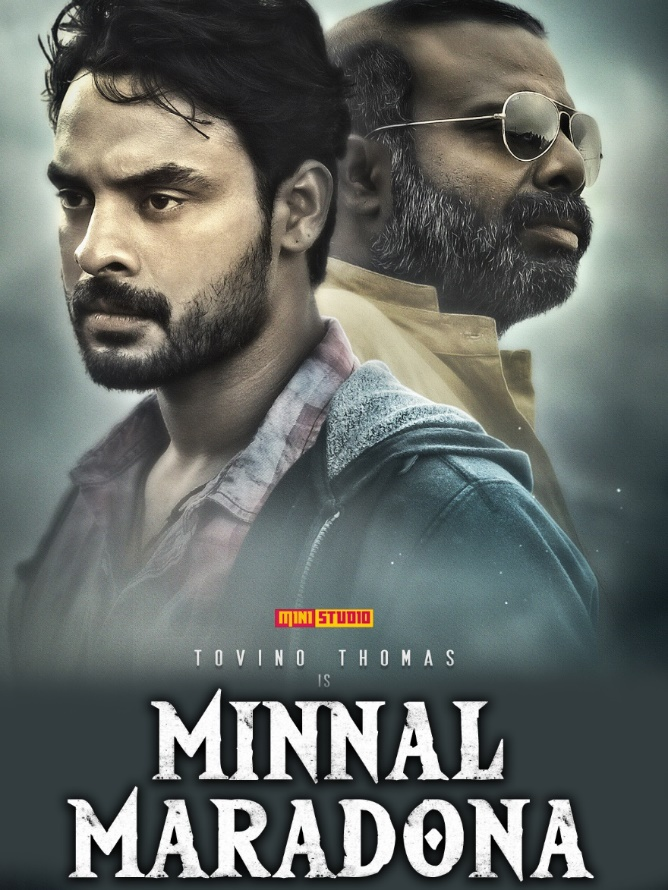 MINI STUDIO
TOVINO THOMAS
IS
MINNAL
MARADONA